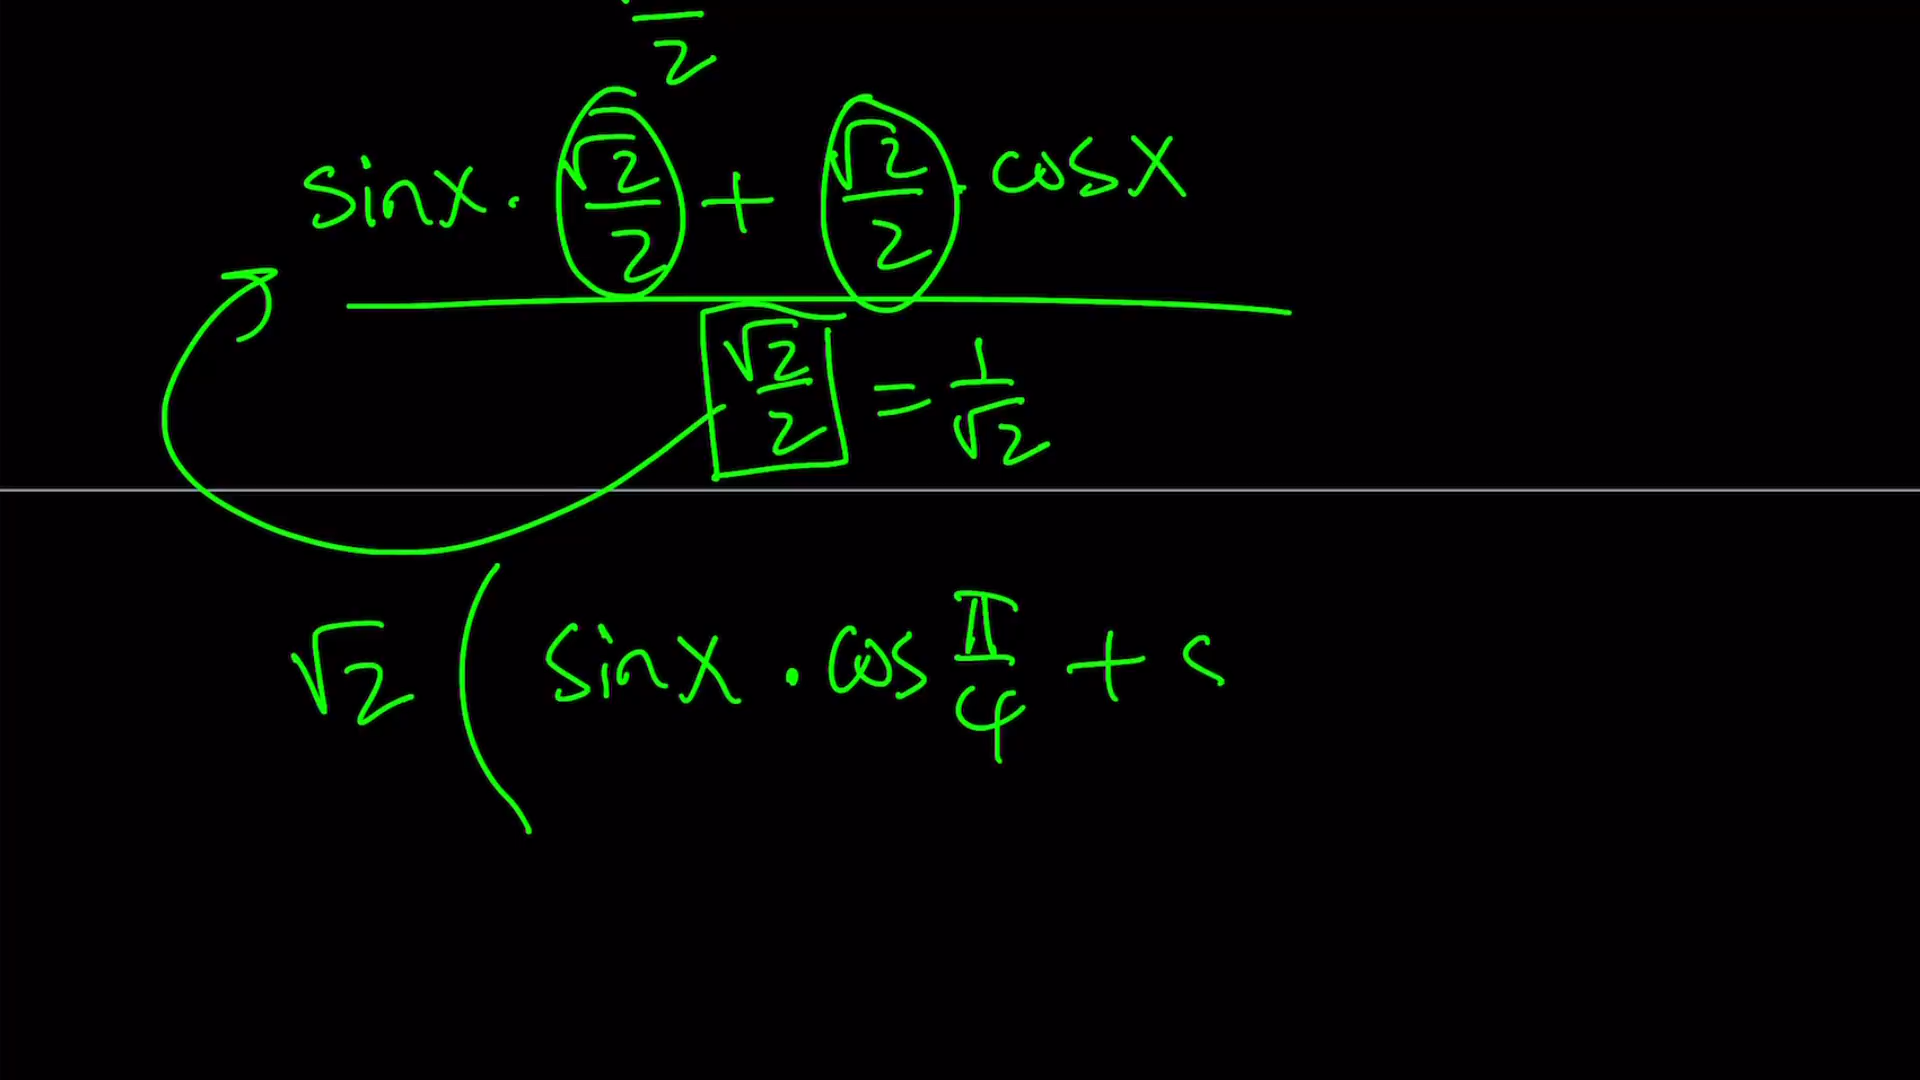 2
sinx · √2/2 + √2/2 · cosx
√2/2 = 1/√2
√2 ( sinx · cos π/4 + s